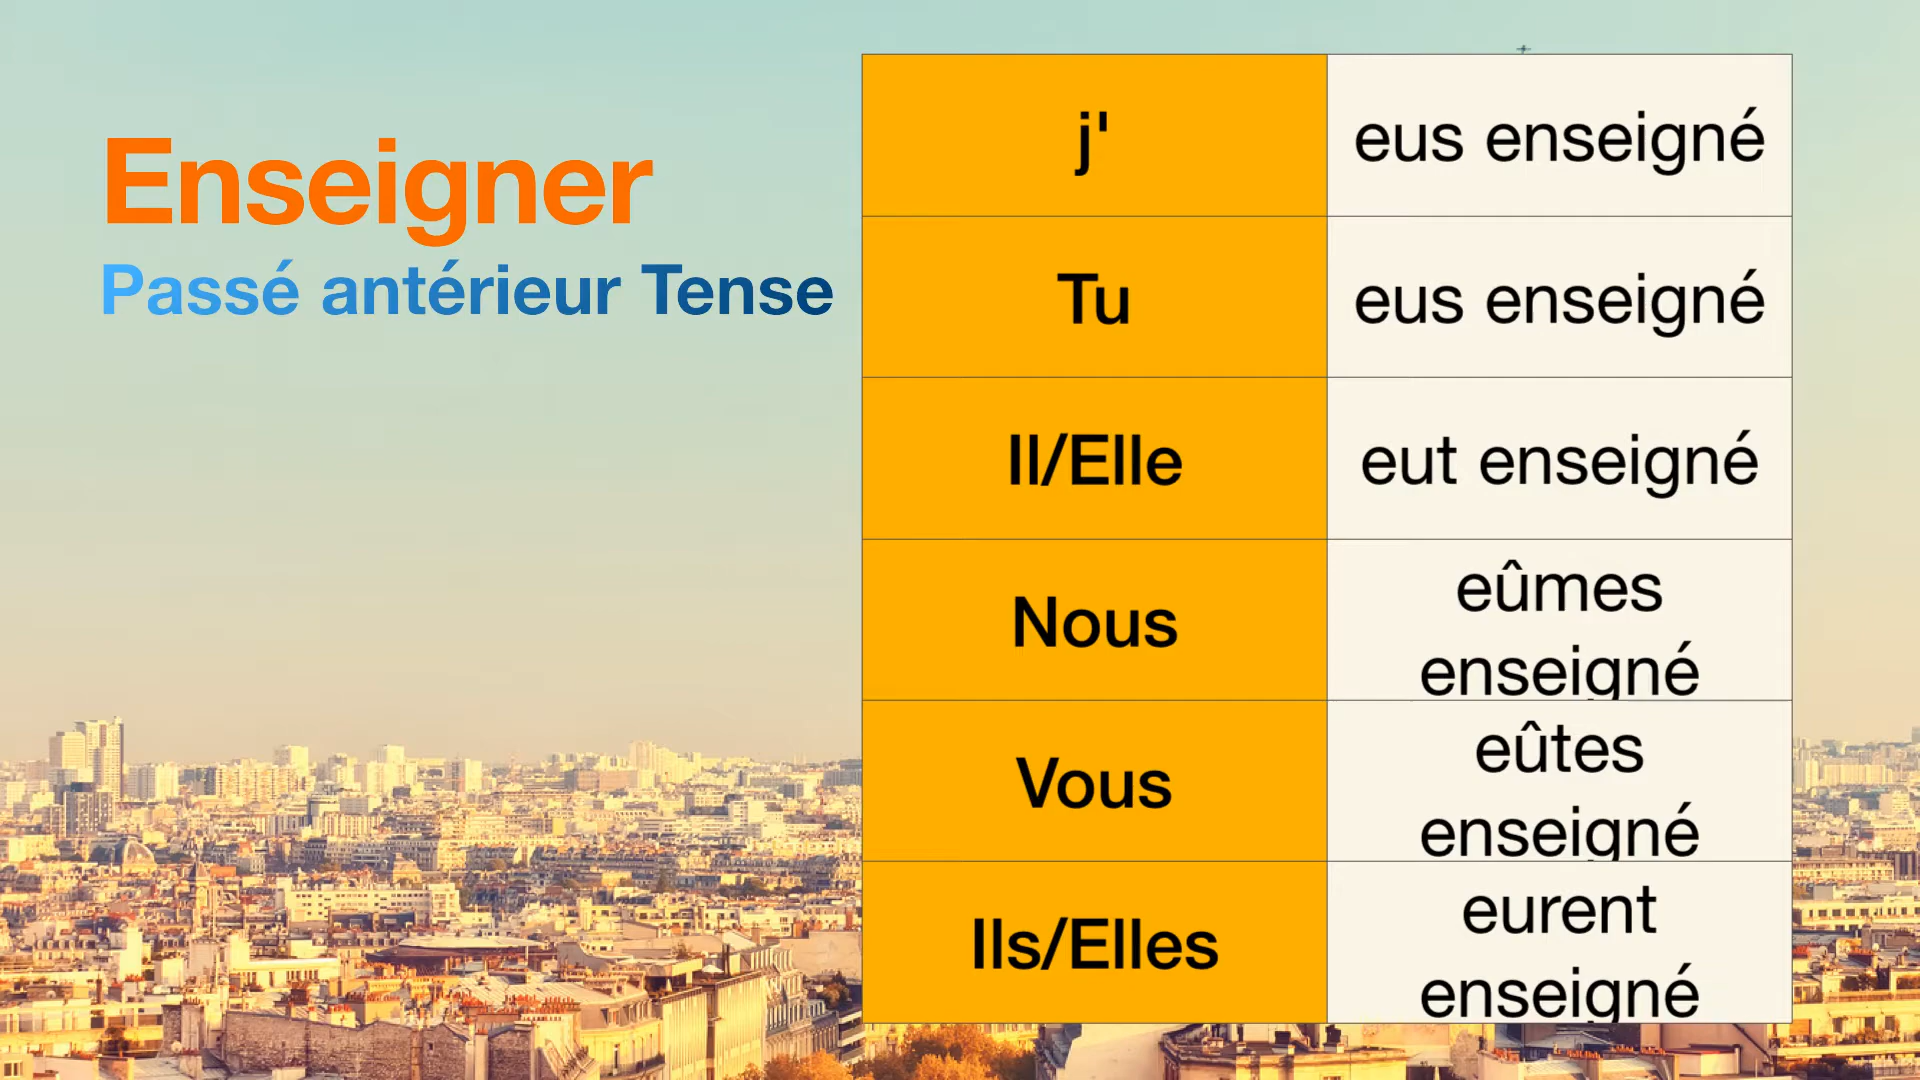 Enseigner
Passé antérieur Tense
j' eus enseigné
Tu eus enseigné
Il/Elle eut enseigné
Nous eûmes
enseigné
Vous eûtes
enseigné
Ils/Elles eurent
enseigné